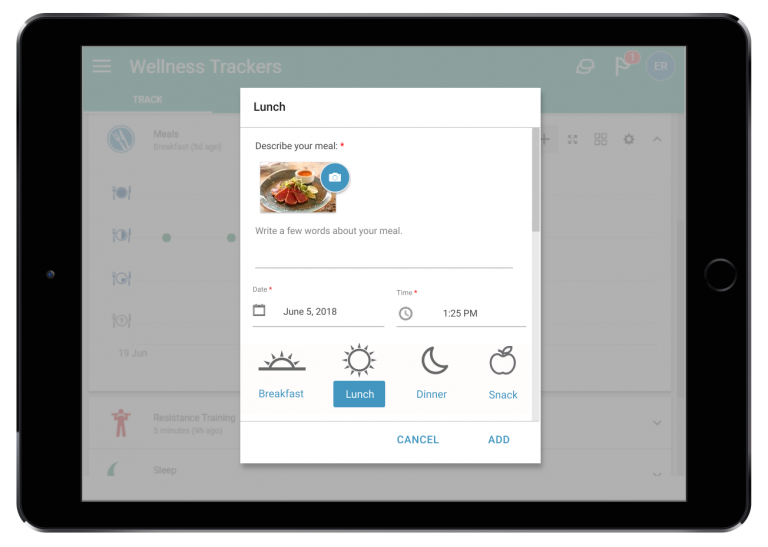 Wellness Trackers
1
ER
TRACK
Lunch
Meals
Breakfast (3d ago)
Describe your meal: *
Write a few words about your meal.
Date *
Time *
June 5, 2018
1:25 PM
19 Jun
Breakfast
Lunch
Dinner
Snack
Resistance Training
5 minutes (4h ago)
CANCEL
ADD
Sleep